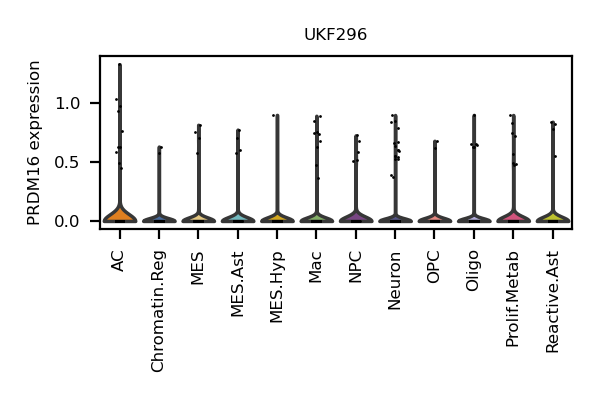 UKF296
PRDM16 expression
1.0
0.5
0.0
AC
Chromatin.Reg
MES
MES.Ast
MES.Hyp
Mac
NPC
Neuron
OPC
Oligo
Prolif.Metab
Reactive.Ast